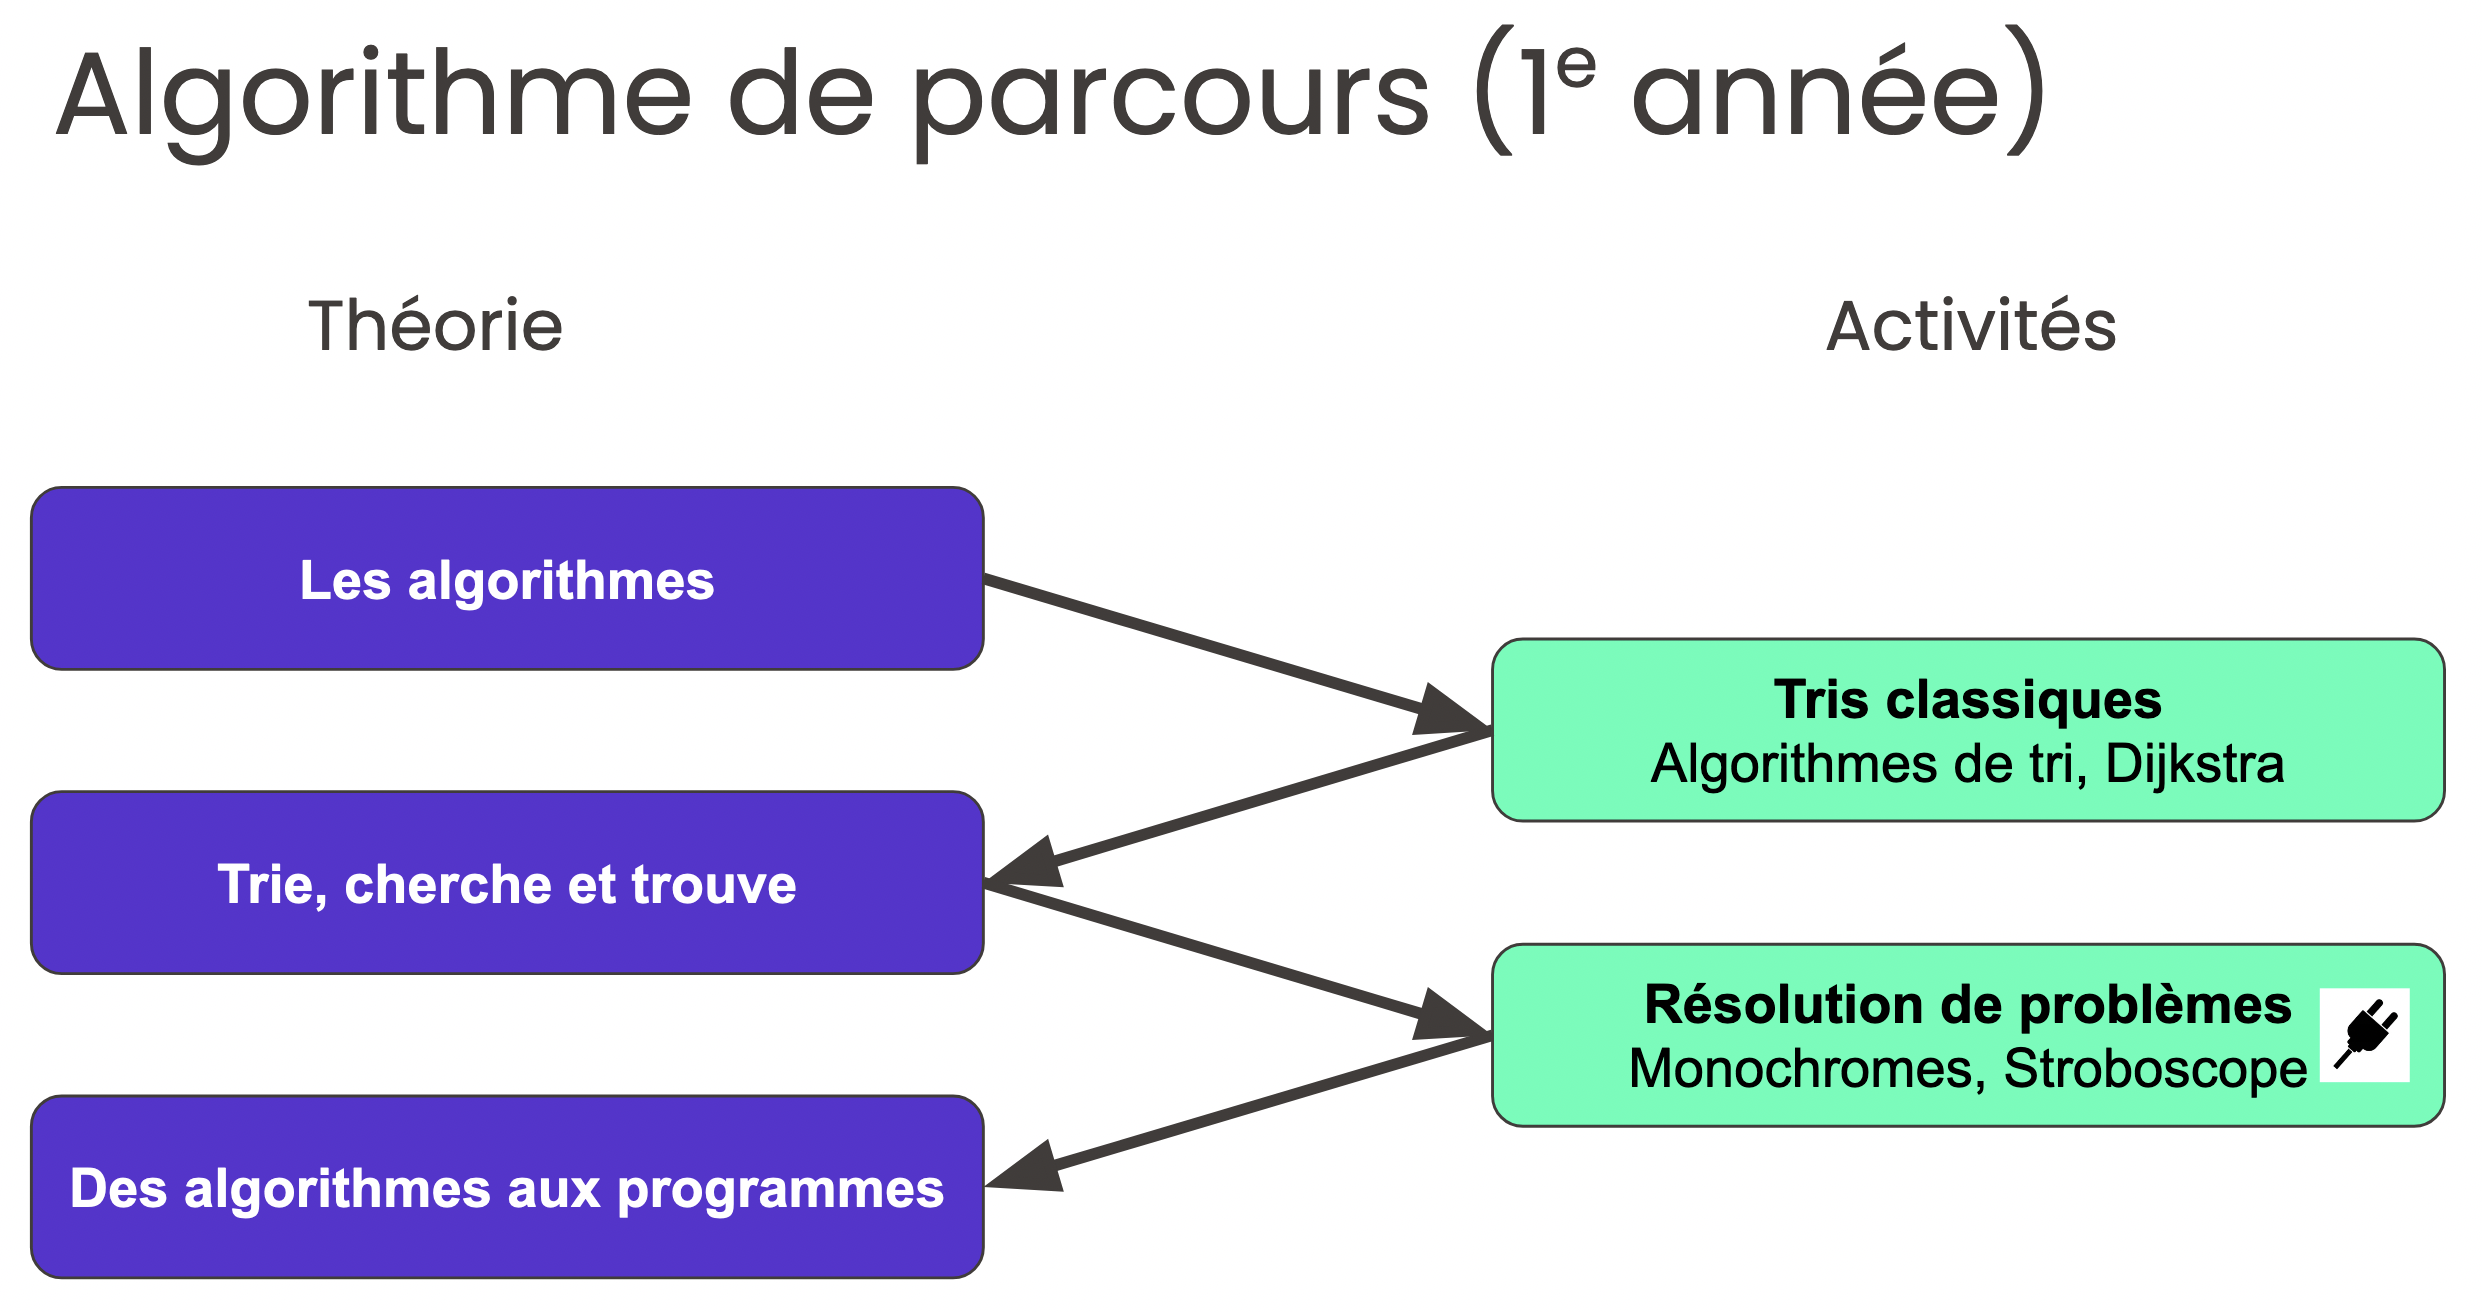 Algorithme de parcours (1e année)
Théorie
Activités
Les algorithmes
Tris classiques
Algorithmes de tri, Dijkstra
Trie, cherche et trouve
Résolution de problèmes
Monochromes, Stroboscope
Des algorithmes aux programmes